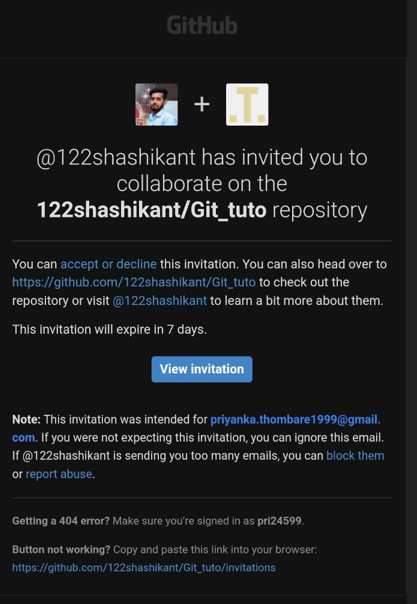 GitHub
.T.
@122shashikant has invited you to
collaborate on the
122shashikant/Git_tuto repository
You can accept or decline this invitation. You can also head over to
https://github.com/122shashikant/Git_tuto to check out the
repository or visit @122shashikant to learn a bit more about them.
This invitation will expire in 7 days.
View invitation
Note: This invitation was intended for priyanka.thombare1999@gmail.
com. If you were not expecting this invitation, you can ignore this email.
If @122shashikant is sending you too many emails, you can block them
or report abuse.
Getting a 404 error? Make sure you’re signed in as pri24599.
Button not working? Copy and paste this link into your browser:
https://github.com/122shashikant/Git_tuto/invitations